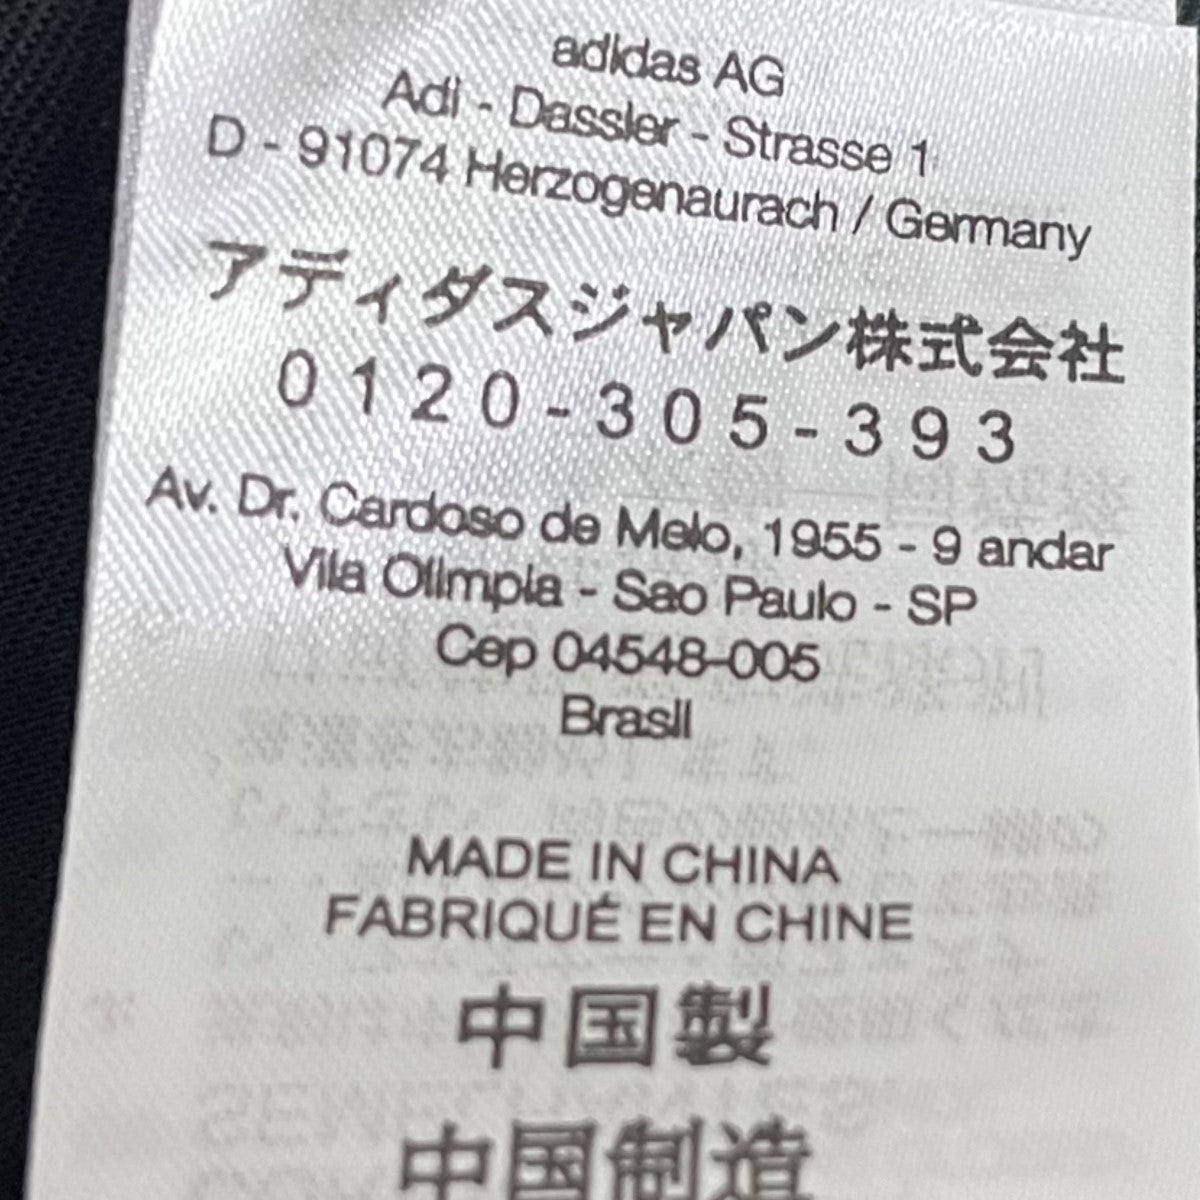 adidas AG
Adi - Dassler - Strasse 1
D - 91074 Herzogenaurach / Germany
アディダスジャパン株式会社
0120-305-393
Av. Dr. Cardoso de Melo, 1955 - 9 andar
Vila Olimpia - Sao Paulo - SP
Cep 04548-005
Brasil
MADE IN CHINA
FABRIQUÉ EN CHINE
中国製
中国制造